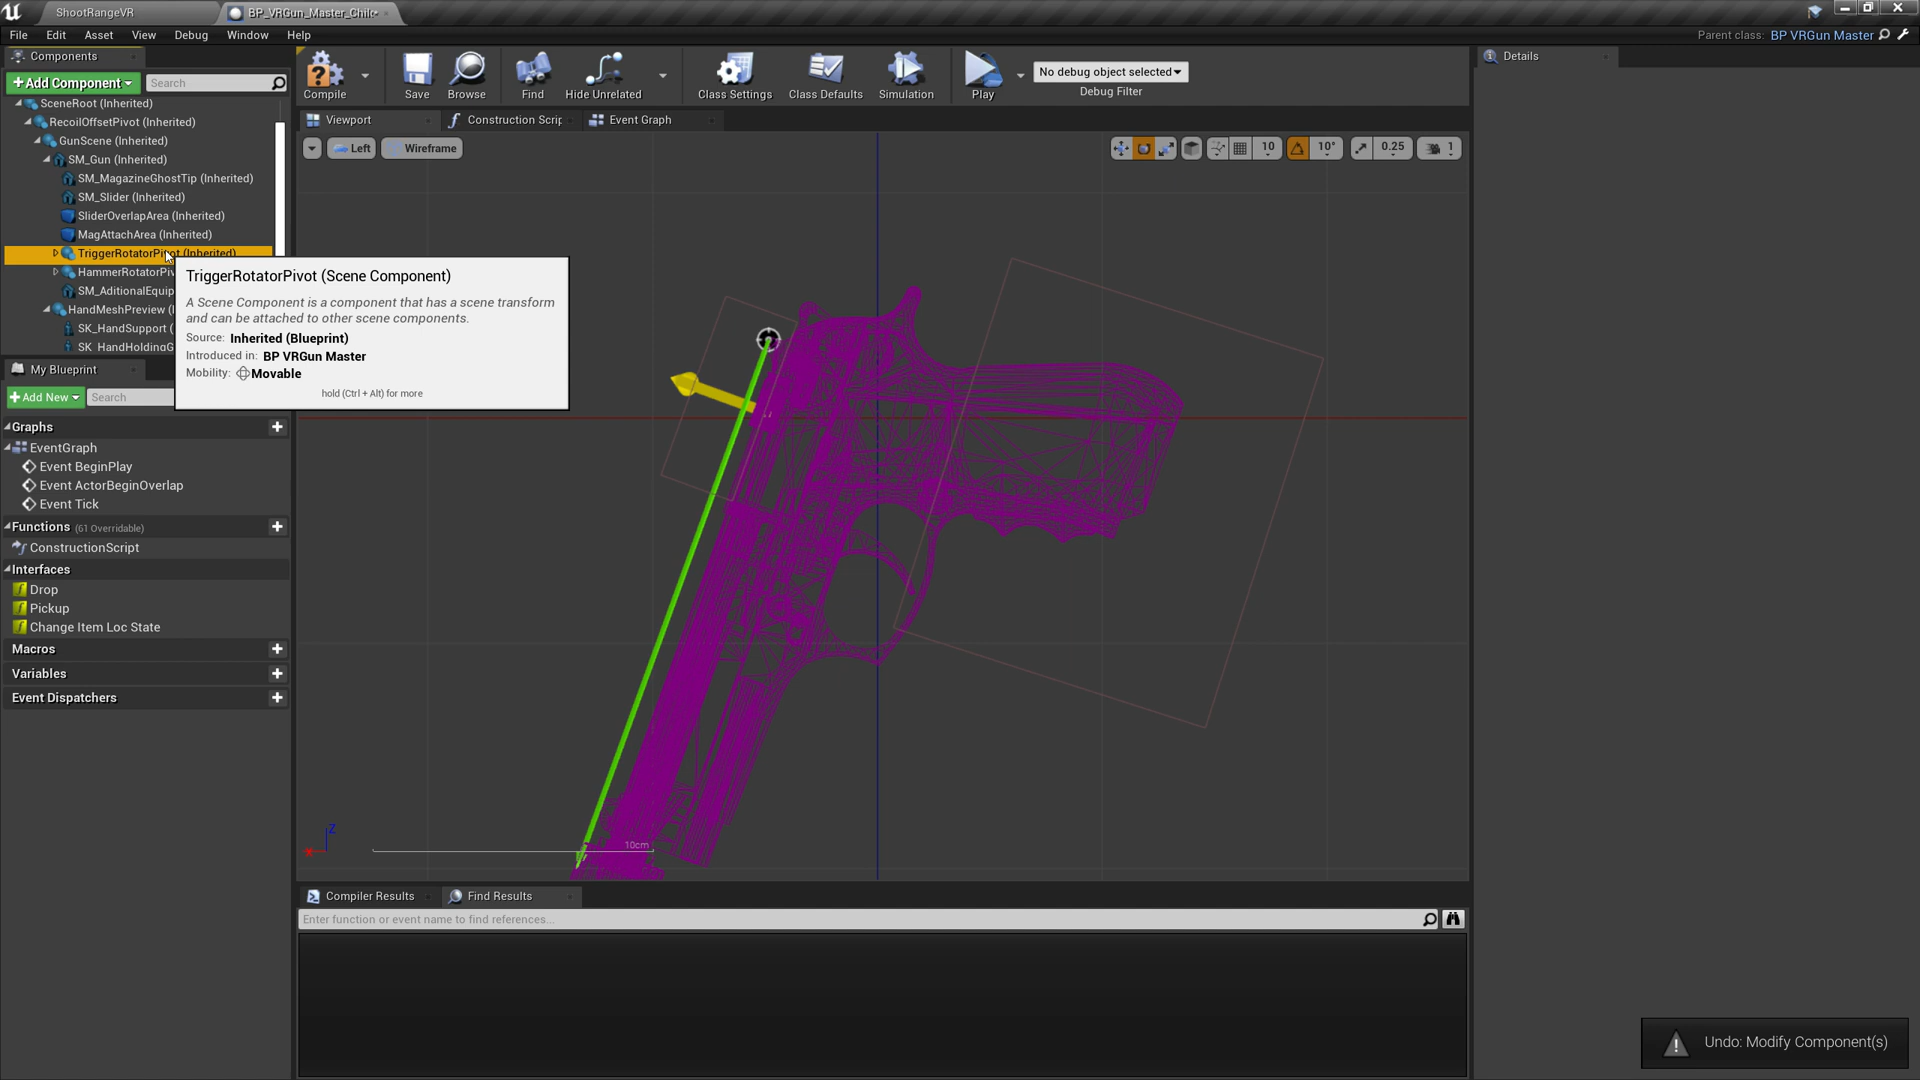 ShootRangeVR
BP_VRGun_Master_Child•
File Edit Asset View Debug Window Help
Parent class: BP VRGun Master
Components
Details
+Add Component
Search
SceneRoot (Inherited)
RecoilOffsetPivot (Inherited)
GunScene (Inherited)
SM_Gun (Inherited)
SM_MagazineGhostTip (Inherited)
SM_Slider (Inherited)
SliderOverlapArea (Inherited)
MagAttachArea (Inherited)
TriggerRotatorPivot (Inherited)
HammerRotatorPiv
SM_AditionalEquip
HandMeshPreview (
SK_HandSupport (
SK_HandHoldingG
Compile
Save
Browse
Find
Hide Unrelated
Class Settings
Class Defaults
Simulation
Play
No debug object selected
Debug Filter
Viewport
Construction Scrip
Event Graph
Left
Wireframe
10
10°
0.25
1
TriggerRotatorPivot (Scene Component)
A Scene Component is a component that has a scene transform
and can be attached to other scene components.
Source: Inherited (Blueprint)
Introduced in: BP VRGun Master
Mobility: Movable
hold (Ctrl + Alt) for more
My Blueprint
+Add New
Search
Graphs
EventGraph
Event BeginPlay
Event ActorBeginOverlap
Event Tick
Functions (61 Overridable)
ConstructionScript
Interfaces
Drop
Pickup
Change Item Loc State
Macros
Variables
Event Dispatchers
Z
10cm
Compiler Results
Find Results
Enter function or event name to find references...
Undo: Modify Component(s)